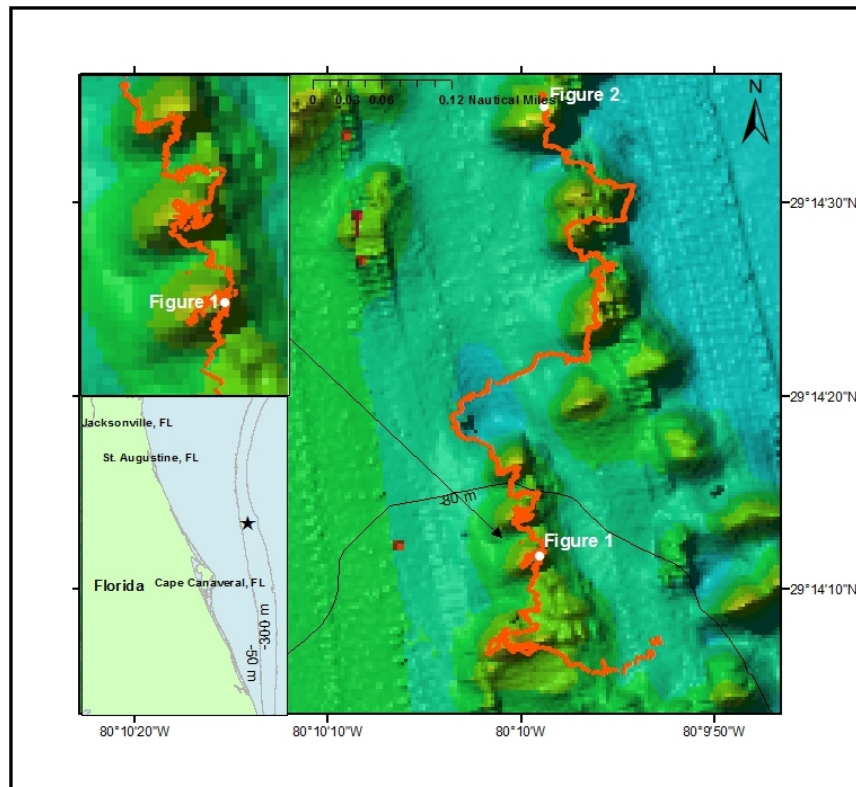 0 0.03 0.06 0.12 Nautical Miles
N
Figure 2
29°14'30"N
Figure 1
29°14'20"N
Jacksonville, FL
St. Augustine, FL
-80 m
Figure 1
Florida
Cape Canaveral, FL
29°14'10"N
-300 m
-50 m
80°10'20"W 80°10'10"W 80°10'0"W 80°9'50"W